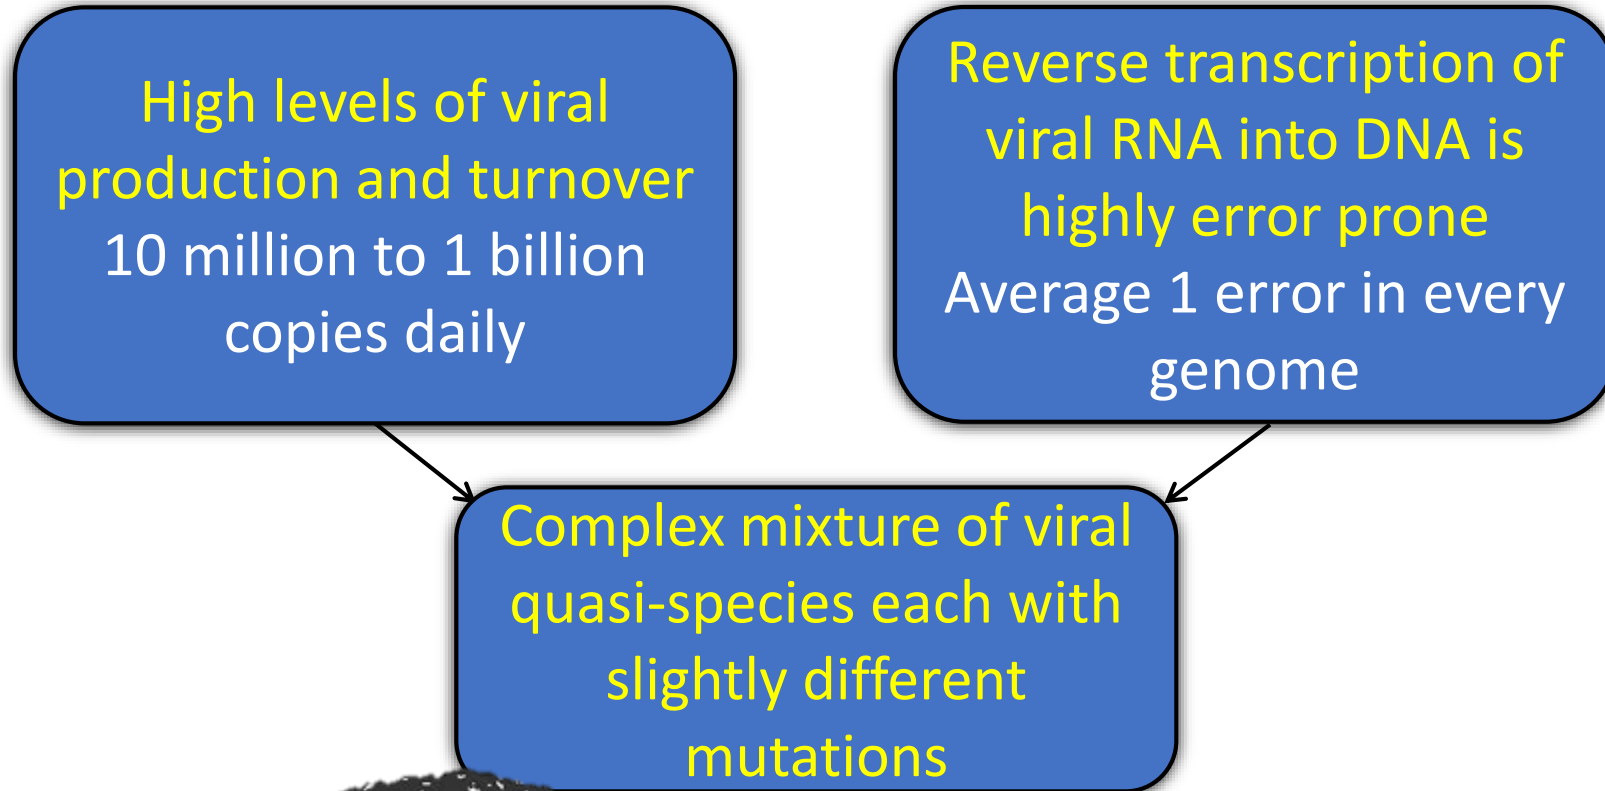 High levels of viral
production and turnover
10 million to 1 billion
copies daily
Reverse transcription of
viral RNA into DNA is
highly error prone
Average 1 error in every
genome
Complex mixture of viral
quasi-species each with
slightly different
mutations